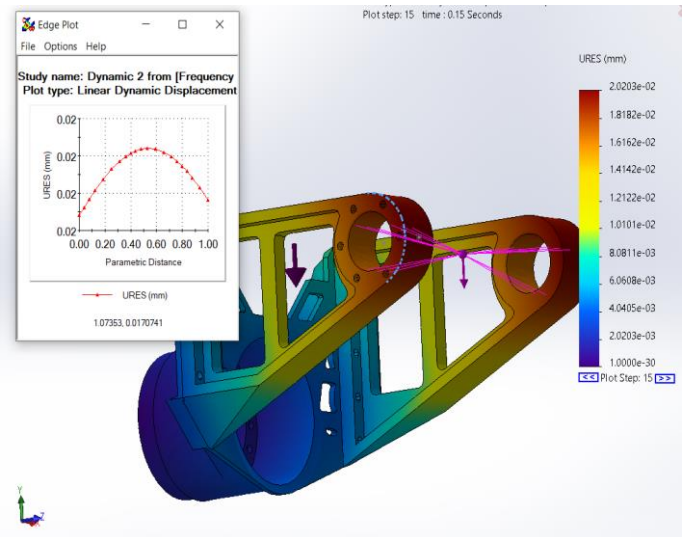 Plot step: 15 time : 0.15 Seconds
Edge Plot
File Options Help
Study name: Dynamic 2 from [Frequency
Plot type: Linear Dynamic Displacement
0.02
0.02
0.02
0.02
URES (mm)
0.00 0.20 0.40 0.60 0.80 1.00
Parametric Distance
URES (mm)
1.07353, 0.0170741
URES (mm)
2.0203e-02
1.8182e-02
1.6162e-02
1.4142e-02
1.2122e-02
1.0101e-02
8.0811e-03
6.0608e-03
4.0405e-03
2.0203e-03
1.0000e-30
<< Plot Step: 15 >>
Y
Z